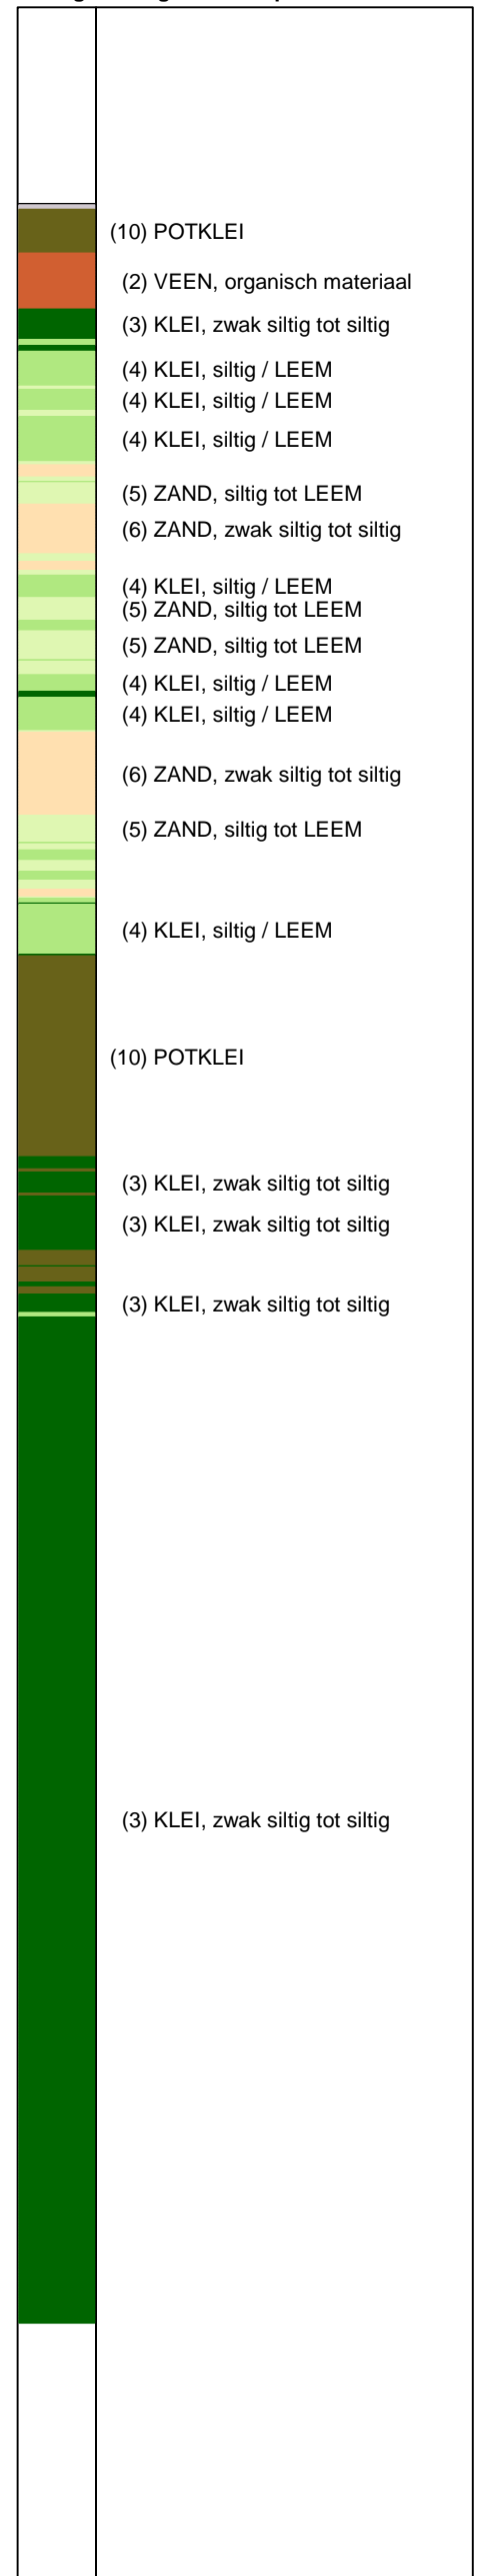 (10) POTKLEI
(2) VEEN, organisch materiaal
(3) KLEI, zwak siltig tot siltig
(4) KLEI, siltig / LEEM
(4) KLEI, siltig / LEEM
(4) KLEI, siltig / LEEM
(5) ZAND, siltig tot LEEM
(6) ZAND, zwak siltig tot siltig
(4) KLEI, siltig / LEEM
(5) ZAND, siltig tot LEEM
(5) ZAND, siltig tot LEEM
(4) KLEI, siltig / LEEM
(4) KLEI, siltig / LEEM
(6) ZAND, zwak siltig tot siltig
(5) ZAND, siltig tot LEEM
(4) KLEI, siltig / LEEM
(10) POTKLEI
(3) KLEI, zwak siltig tot siltig
(3) KLEI, zwak siltig tot siltig
(3) KLEI, zwak siltig tot siltig
(3) KLEI, zwak siltig tot siltig